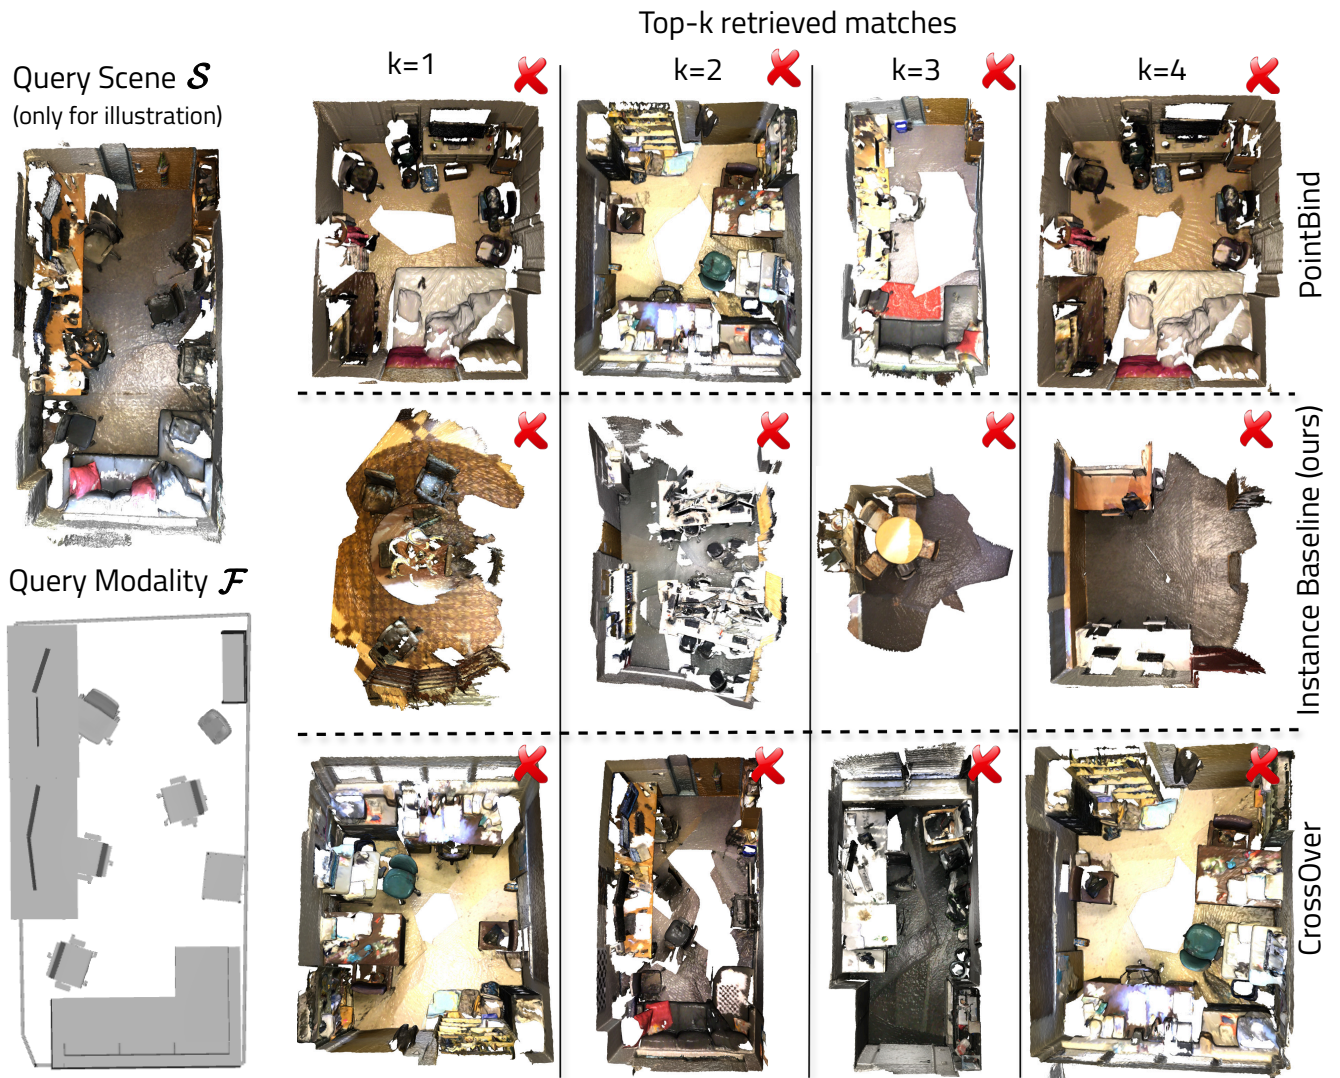 Top-k retrieved matches
k=1
k=2
k=3
k=4
Query Scene 𝓢
(only for illustration)
PointBind
Instance Baseline (ours)
Query Modality 𝓕
CrossOver